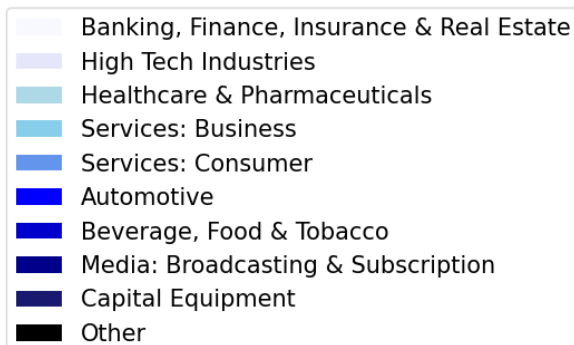 Banking, Finance, Insurance & Real Estate
High Tech Industries
Healthcare & Pharmaceuticals
Services: Business
Services: Consumer
Automotive
Beverage, Food & Tobacco
Media: Broadcasting & Subscription
Capital Equipment
Other